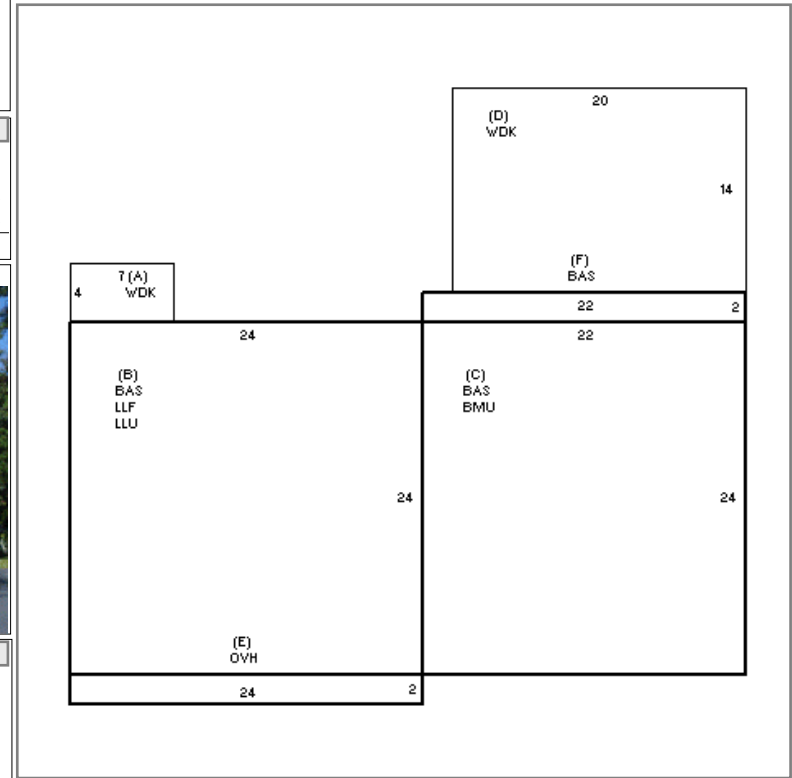 20
(D)
WDK
14
(F)
BAS
7 (A)
4 WDK
22 2
24 22
(B)
BAS
LLF
LLU
(C)
BAS
BMU
24 24
(E)
OVH
24 2